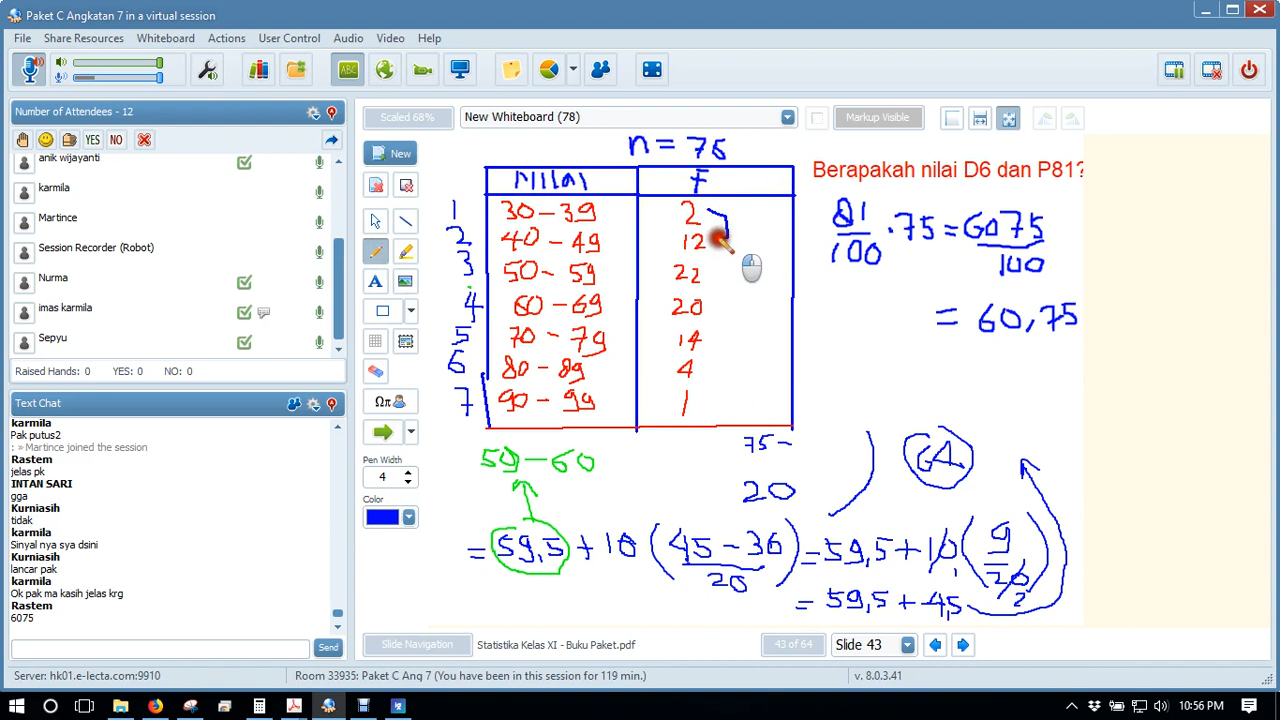 Paket C Angkatan 7 in a virtual session
File Share Resources Whiteboard Actions Question User Control Audio Video Help
Number of Attendees - 12
YES NO
anik wijayanti
karmila
Martince
Session Recorder (Robot)
Nurma
imas karmila
Sepyu
Raised Hands: 0 YES: 0 NO: 0
Text Chat
karmila
Pak putus2
: » Martince joined the session
Rastem
jelas pk
INTAN SARI
gga
Kurniasih
tidak
karmila
Sinyal nya sya dsini
Kurniasih
lancar pak
karmila
Ok pak ma kasih jelas krg
Rastem
6075
Send
ABC
Scaled 68%
New Whiteboard (78)
Markup Visible
New
A
Ωπ
Pen Width
4
Color
n = 75
Nilai F
1 30 - 39 2
2 40 - 49 12
3 50 - 59 22
4 60 - 69 20
5 70 - 79 14
6 80 - 89 4
7 90 - 99 1
75 -
20
59 - 60
Berapakah nilai D6 dan P81?
81/100 . 75 = 6075/100
= 60,75
64
= 59,5 + 10 (45 - 36 / 20) = 59,5 + 10 (9/20)
1
2
= 59,5 + 4,5
Slide Navigation
Statistika Kelas XI - Buku Paket.pdf
43 of 64
Slide 43
Server: hk01.e-lecta.com:9910
Room 33935: Paket C Ang 7 (You have been in this session for 119 min.)
v. 8.0.3.41
10:56 PM